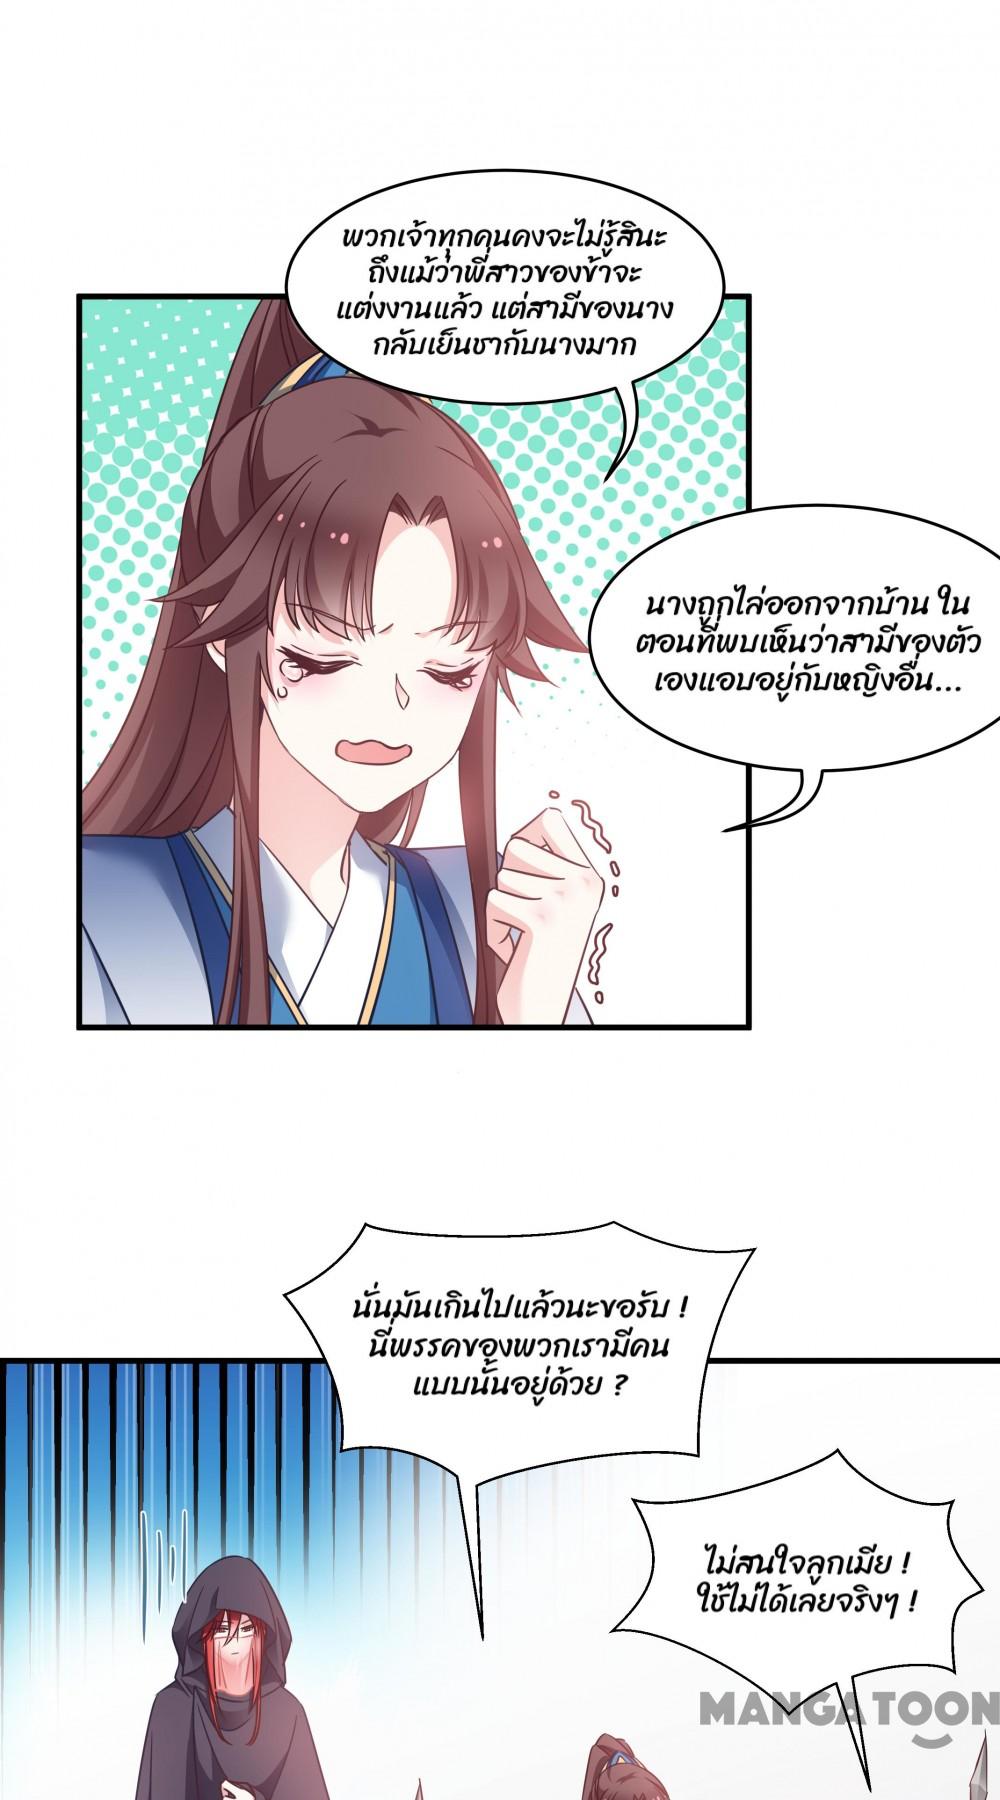 พวกเจ้าทุกคนคงจะไม่รู้สินะ
ถึงแม้ว่าพี่สาวของข้าจะ
แต่งงานแล้ว แต่สามีของนาง
กลับเย็นชากับนางมาก
นางถูกไล่ออกจากบ้าน ใน
ตอนที่พบเห็นว่าสามีของตัว
เองแอบอยู่กับหญิงอื่น...
นั่นมันเกินไปแล้วนะขอรับ !
นี่พรรคของพวกเรามีคน
แบบนั้นอยู่ด้วย ?
ไม่สนใจลูกเมีย !
ใช้ไม่ได้เลยจริงๆ !
MANGATOON